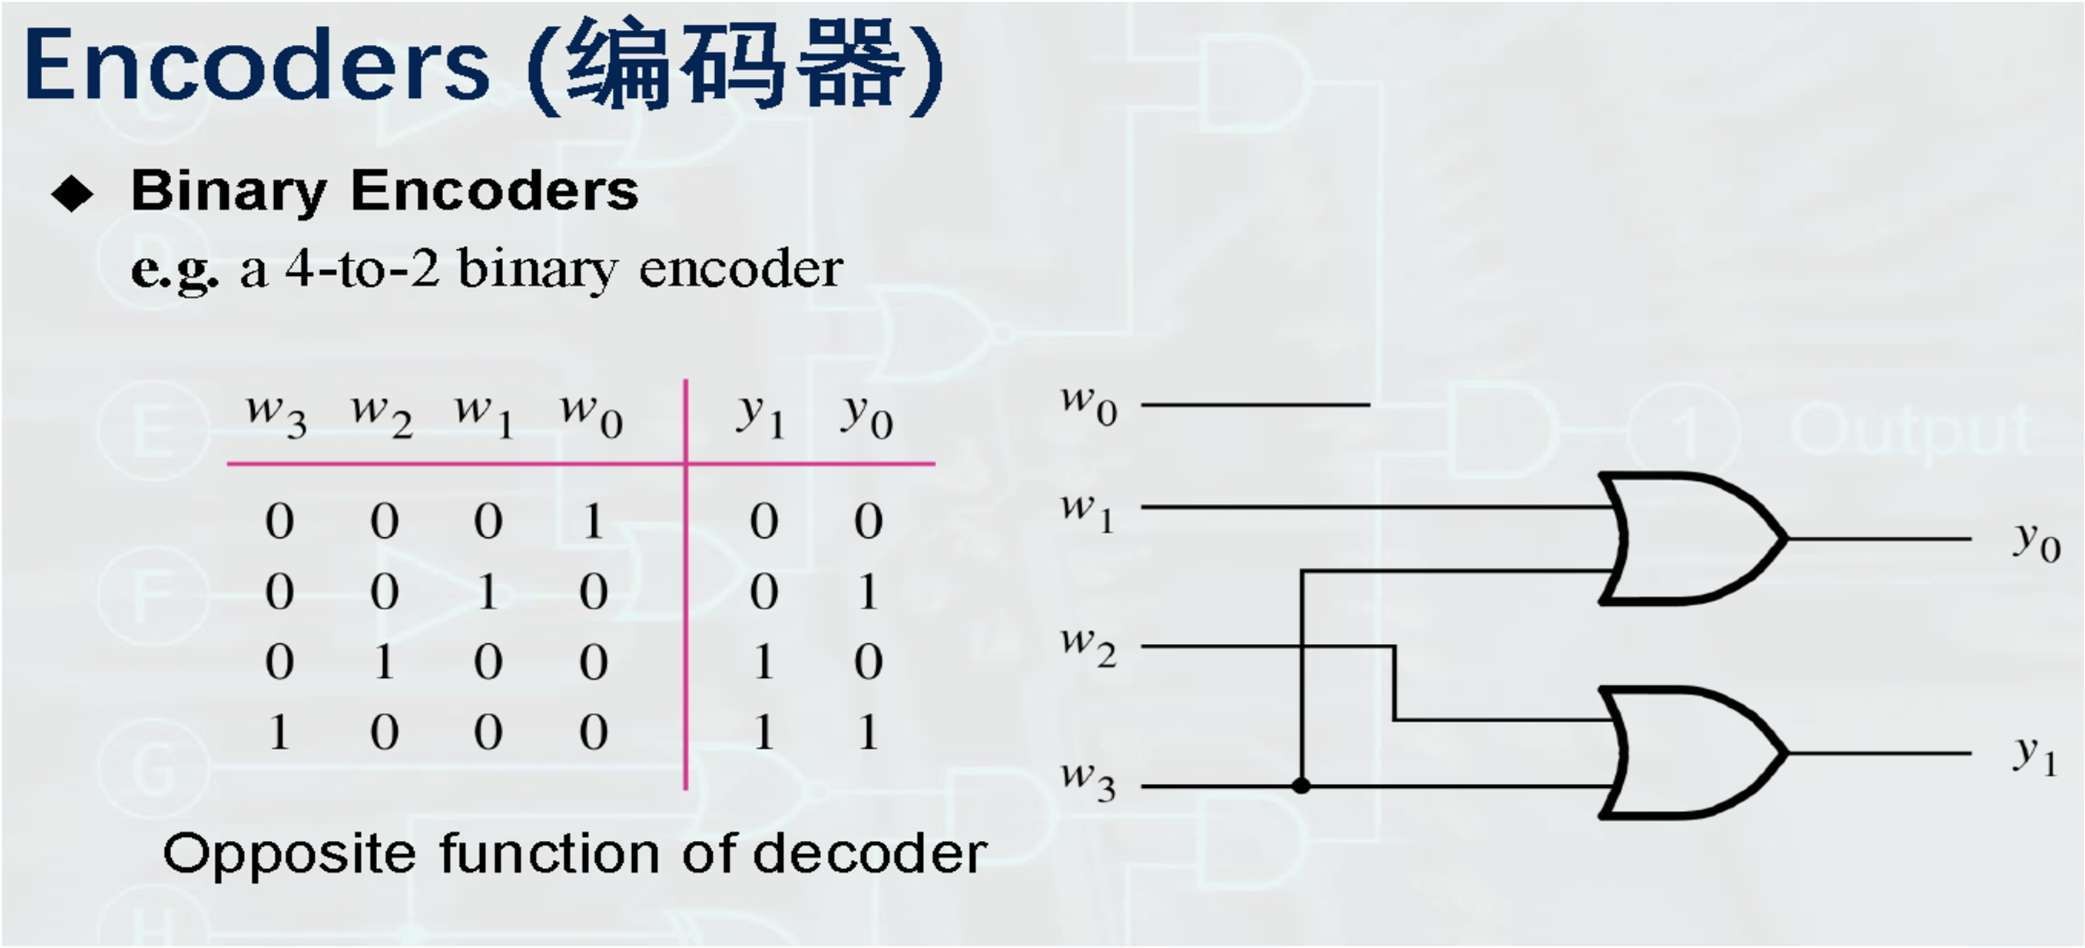 Encoders (编码器)
◆ Binary Encoders
e.g. a 4-to-2 binary encoder
w3 w2 w1 w0 y1 y0
0 0 0 1 0 0
0 0 1 0 0 1
0 1 0 0 1 0
1 0 0 0 1 1
Opposite function of decoder
w0
w1
y0
w2
w3
y1
C
D
E
F
G
H
1 Output